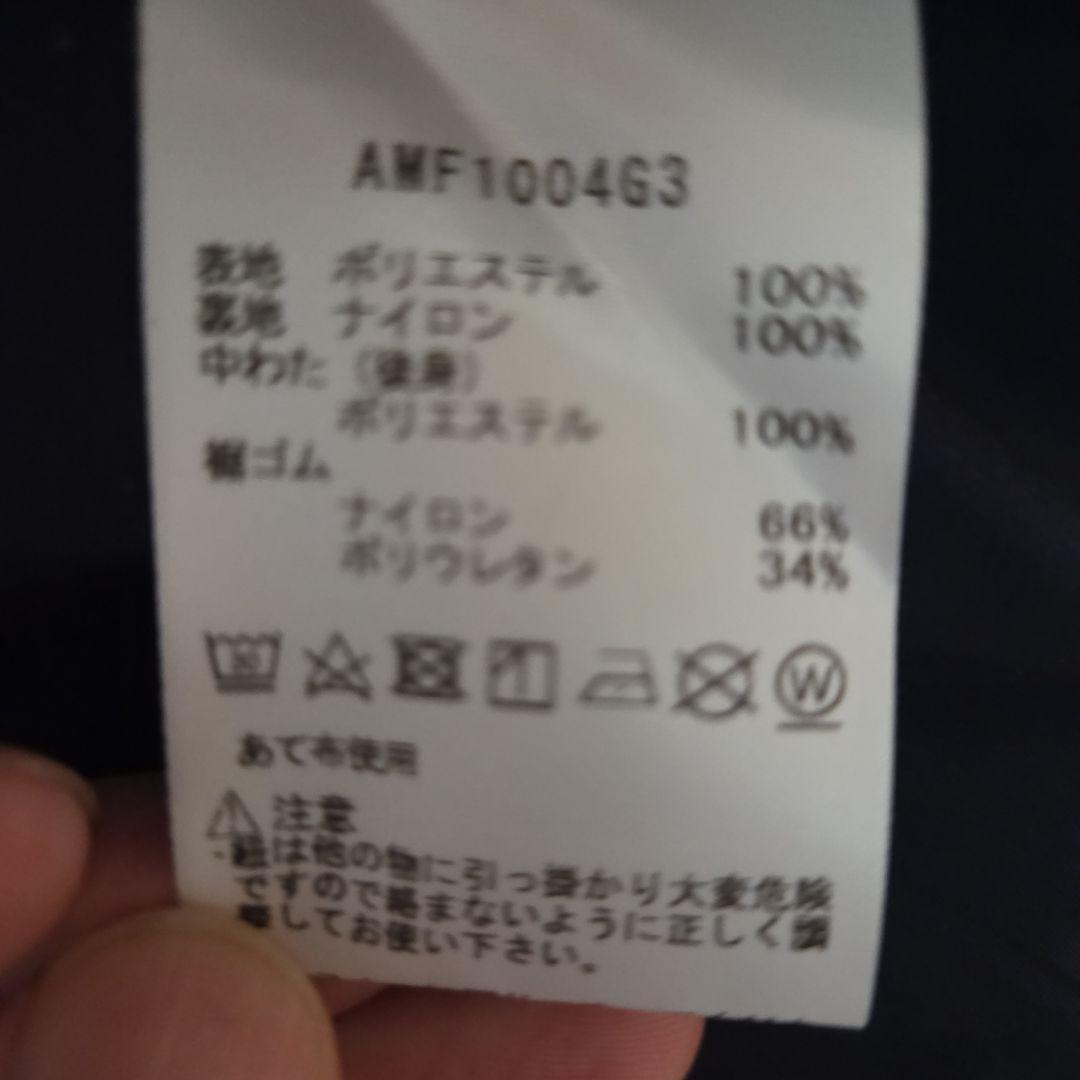 AMF1004G3
表地 ポリエステル 100%
裏地 ナイロン 100%
中わた (後身)
ポリエステル 100%
裾ゴム
ナイロン 66%
ポリウレタン 34%
30
W
あて布使用
注意
・紐は他の物に引っ掛かり大変危険
ですので絡まないように正しく調
整してお使い下さい。